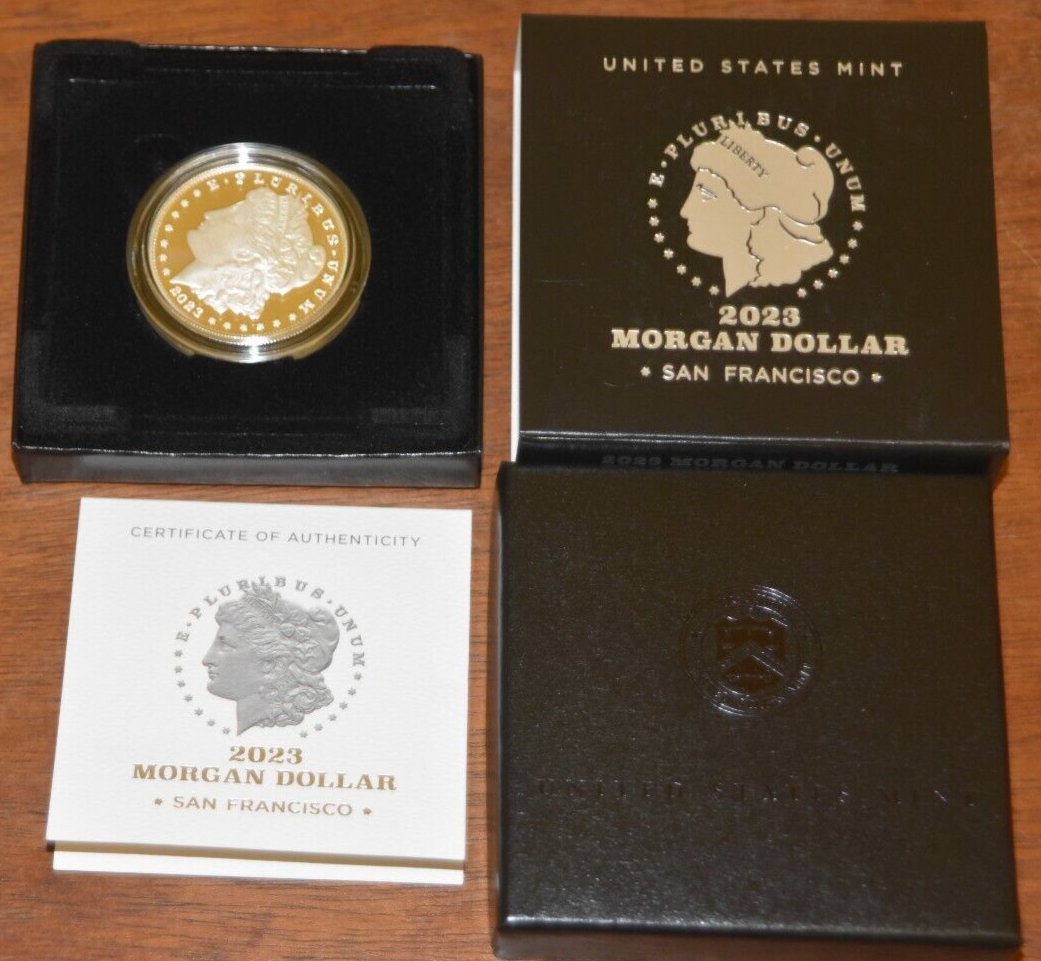 E·PLURIBUS·UNUM
2023
UNITED STATES MINT
E·PLURIBUS·UNUM
LIBERTY
2023
MORGAN DOLLAR
* SAN FRANCISCO *
2023 MORGAN DOLLAR
CERTIFICATE OF AUTHENTICITY
E·PLURIBUS·UNUM
2023
MORGAN DOLLAR
* SAN FRANCISCO *
UNITED STATES MINT